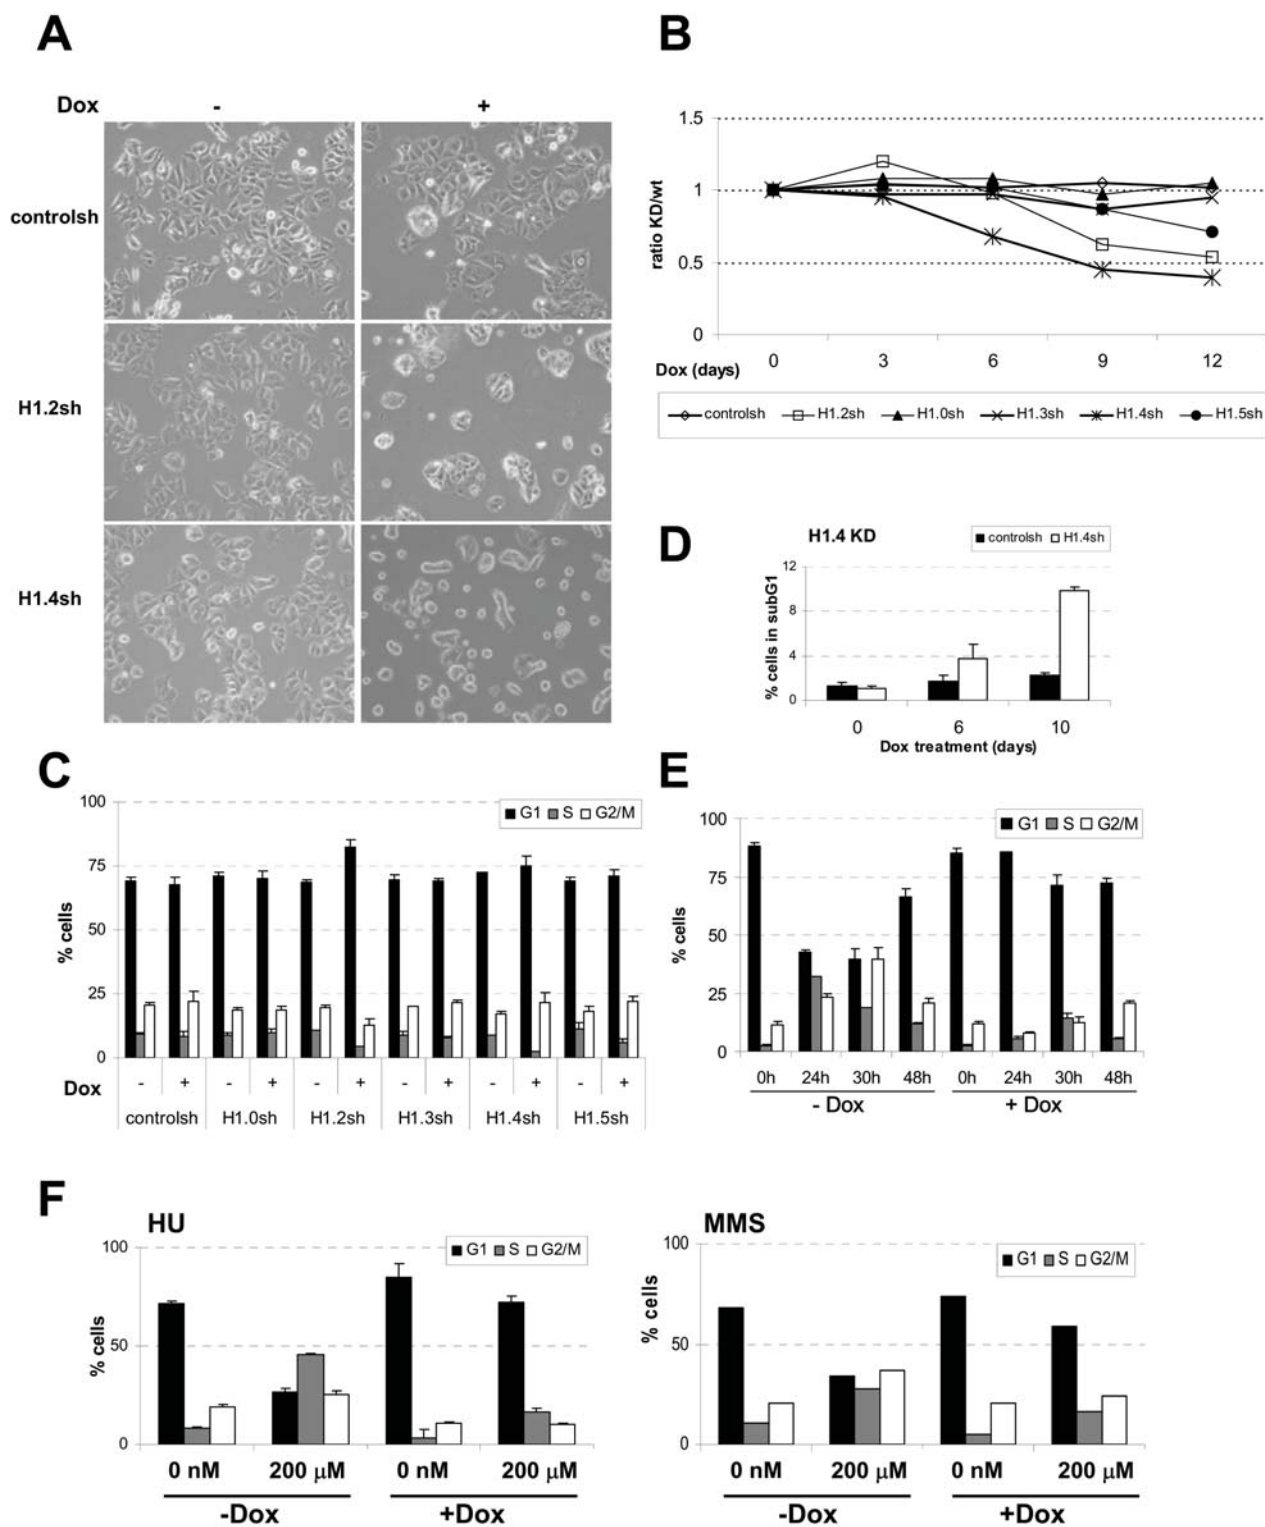 A
Dox - +
controlsh
H1.2sh
H1.4sh
B
1.5
1
0.5
0
ratio KD/wt
0 3 6 9 12
Dox (days)
controlsh H1.2sh H1.0sh H1.3sh H1.4sh H1.5sh
D
H1.4 KD
controlsh H1.4sh
12
8
4
0
% cells in subG1
0 6 10
Dox treatment (days)
C
100
75
50
25
0
% cells
G1 S G2/M
Dox - + - + - + - + - + - +
controlsh H1.0sh H1.2sh H1.3sh H1.4sh H1.5sh
E
100
75
50
25
0
% cells
G1 S G2/M
0h 24h 30h 48h 0h 24h 30h 48h
- Dox + Dox
F
HU
100
50
0
% cells
G1 S G2/M
0 nM 200 μM 0 nM 200 μM
-Dox +Dox
MMS
100
50
0
% cells
G1 S G2/M
0 nM 200 μM 0 nM 200 μM
-Dox +Dox